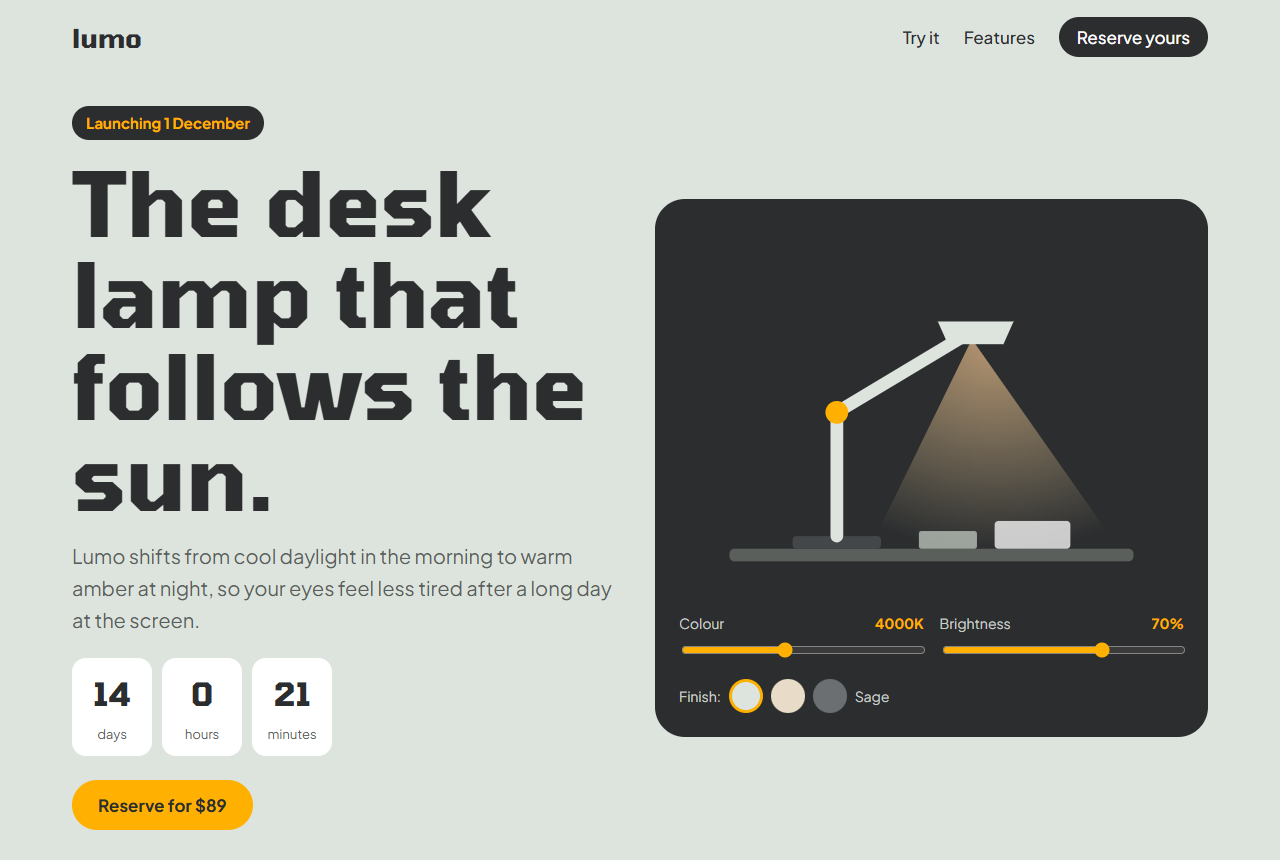 lumo
Try it Features Reserve yours
Launching 1 December
The desk
lamp that
follows the
sun.
Lumo shifts from cool daylight in the morning to warm
amber at night, so your eyes feel less tired after a long day
at the screen.
14 0 21
days hours minutes
Reserve for $89
Colour 4000K Brightness 70%
Finish: Sage